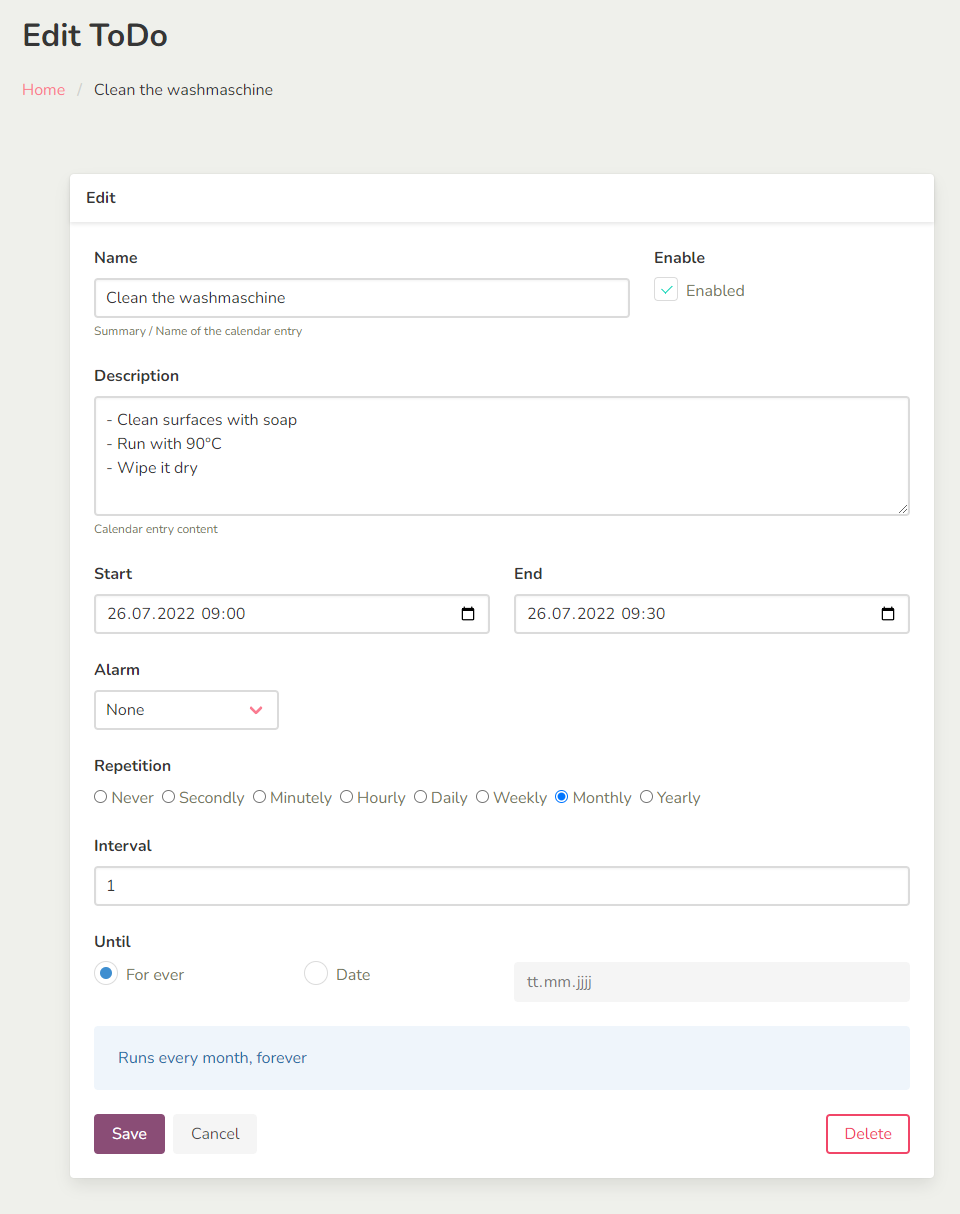 Edit ToDo
Home / Clean the washmaschine
Edit
Name
Enable
Clean the washmaschine
Enabled
Summary / Name of the calendar entry
Description
- Clean surfaces with soap
- Run with 90°C
- Wipe it dry
Calendar entry content
Start
End
26.07.2022 09:00
26.07.2022 09:30
Alarm
None
Repetition
Never Secondly Minutely Hourly Daily Weekly Monthly Yearly
Interval
1
Until
For ever
Date
tt.mm.jjjj
Runs every month, forever
Save
Cancel
Delete